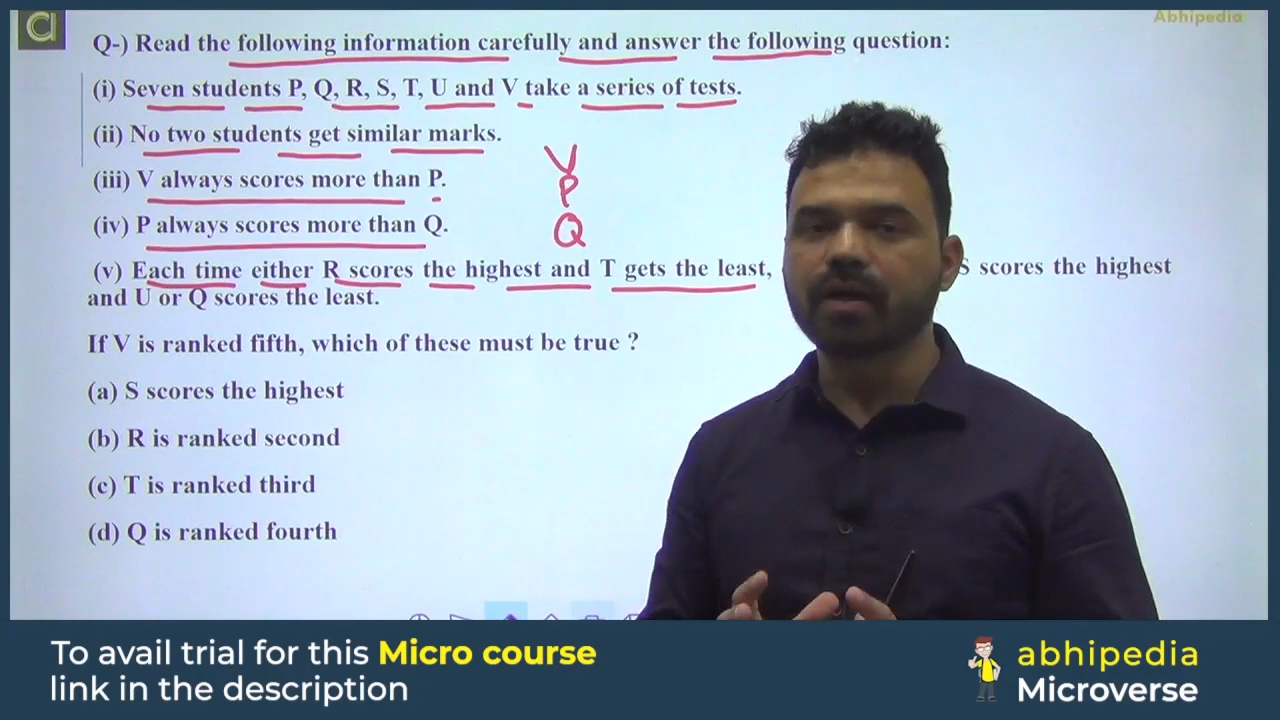 Abhipedia
Q-) Read the following information carefully and answer the following question:
(i) Seven students P, Q, R, S, T, U and V take a series of tests.
(ii) No two students get similar marks.
V
(iii) V always scores more than P.
P
(iv) P always scores more than Q.
Q
(v) Each time either R scores the highest and T gets the least, S scores the highest
and U or Q scores the least.
If V is ranked fifth, which of these must be true ?
(a) S scores the highest
(b) R is ranked second
(c) T is ranked third
(d) Q is ranked fourth
To avail trial for this Micro course
link in the description
abhipedia
Microverse